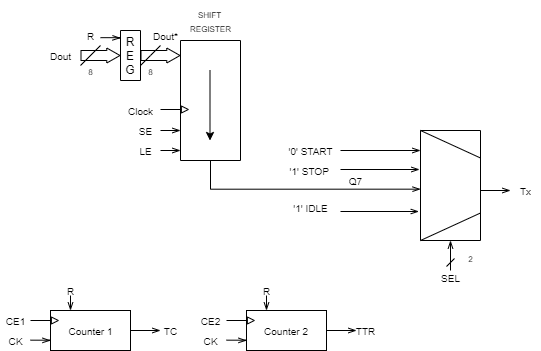 SHIFT
REGISTER
R
Dout
8
REG
Dout*
8
Clock
SE
LE
'0' START
'1' STOP
Q7
'1' IDLE
Tx
2
SEL
R
CE1
CK
Counter 1
TC
R
CE2
CK
Counter 2
TTR